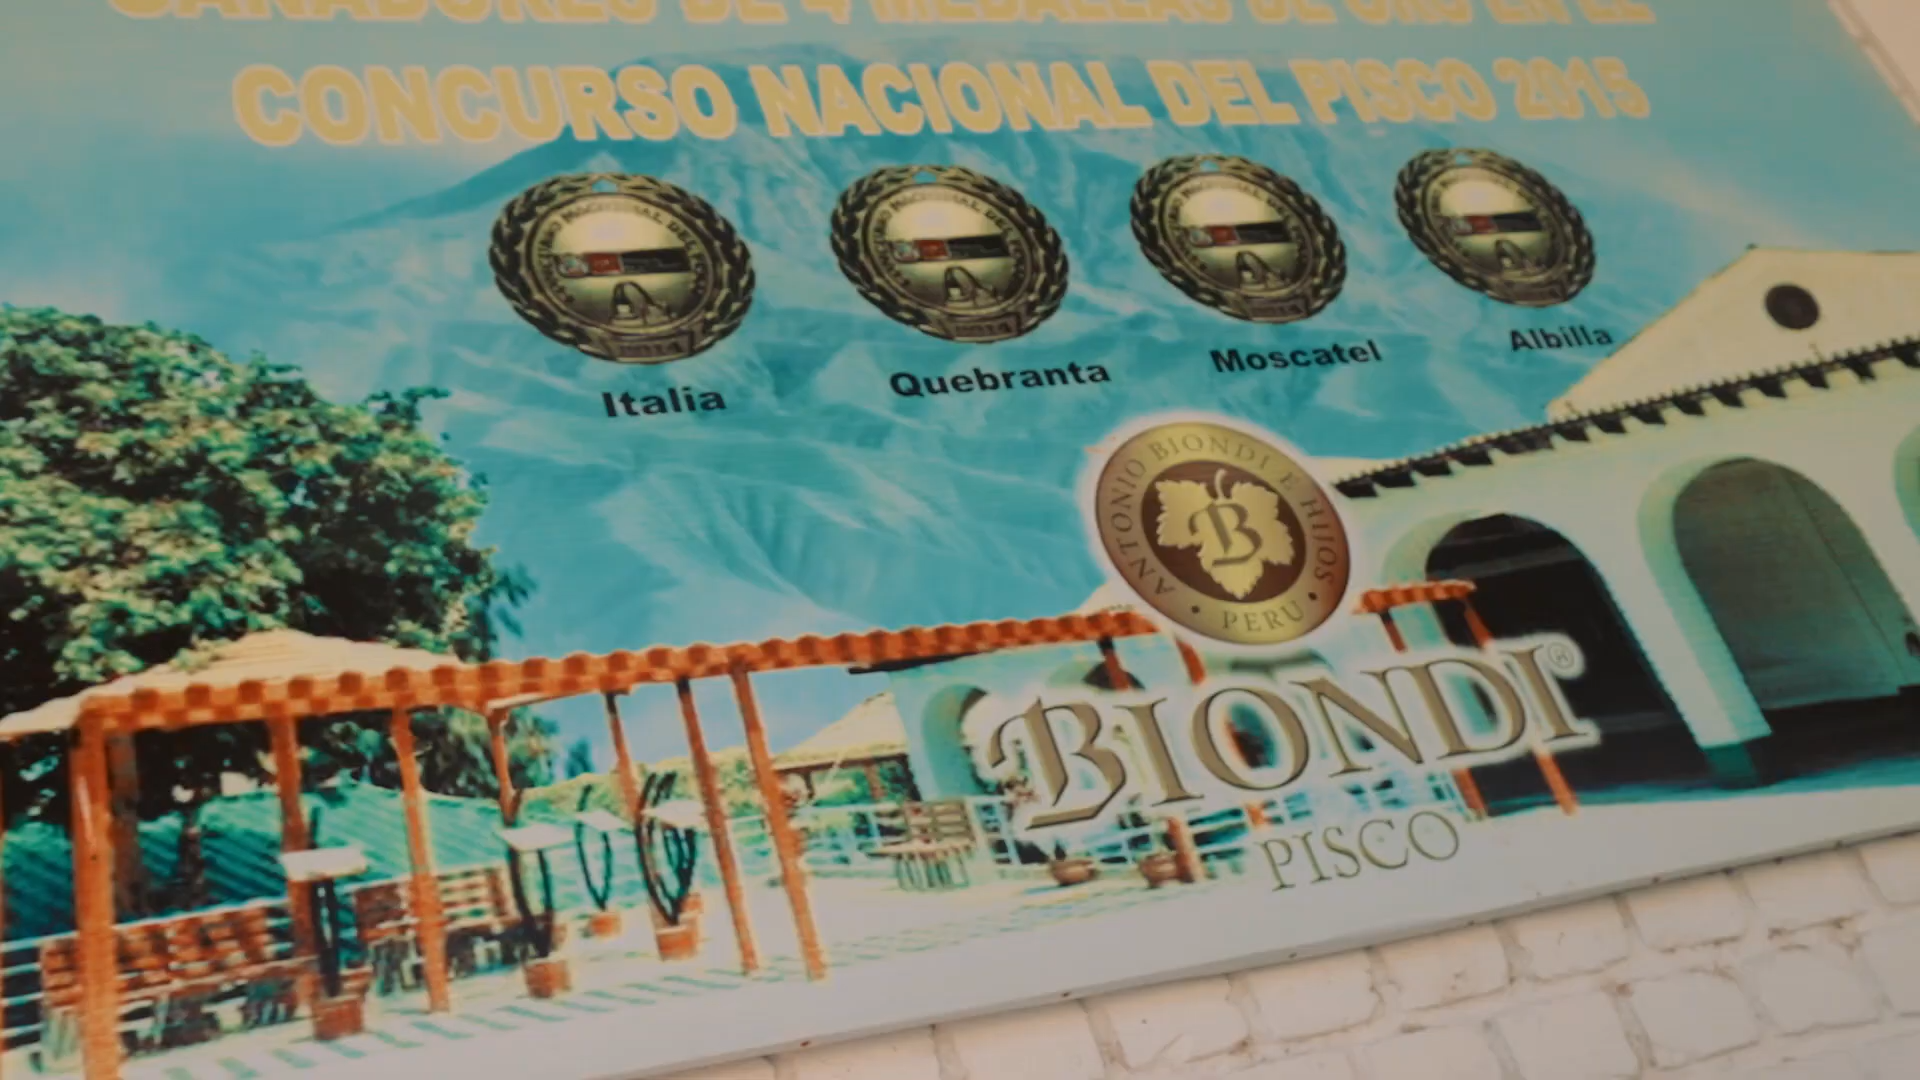 GANADORES DE 4 MEDALLAS DE ORO EN EL
CONCURSO NACIONAL DEL PISCO 2015
Italia
Quebranta
Moscatel
Albilla
ANTONIO BIONDI E HIJOS
B
• PERU •
BIONDI®
PISCO